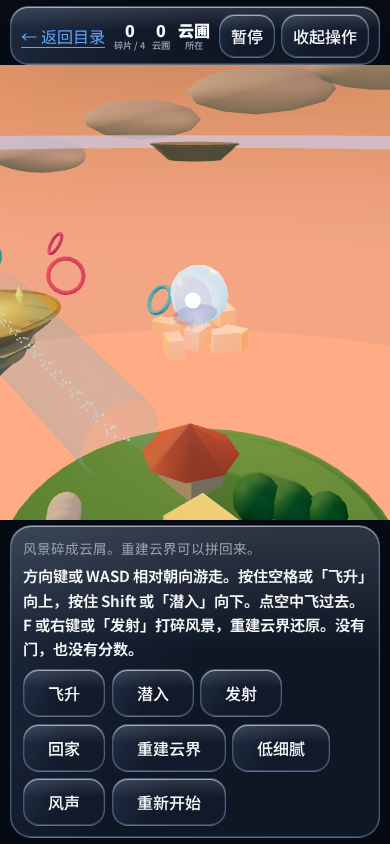 ← 返回目录
0 0 云圃
碎片 / 4 云圃 所在
暂停
收起操作
风景碎成云屑。重建云界可以拼回来。
方向键或 WASD 相对朝向游走。按住空格或「飞升」
向上，按住 Shift 或「潜入」向下。点空中飞过去。
F 或右键或「发射」打碎风景，重建云界还原。没有
门，也没有分数。
飞升 潜入 发射
回家 重建云界 低细腻
风声 重新开始